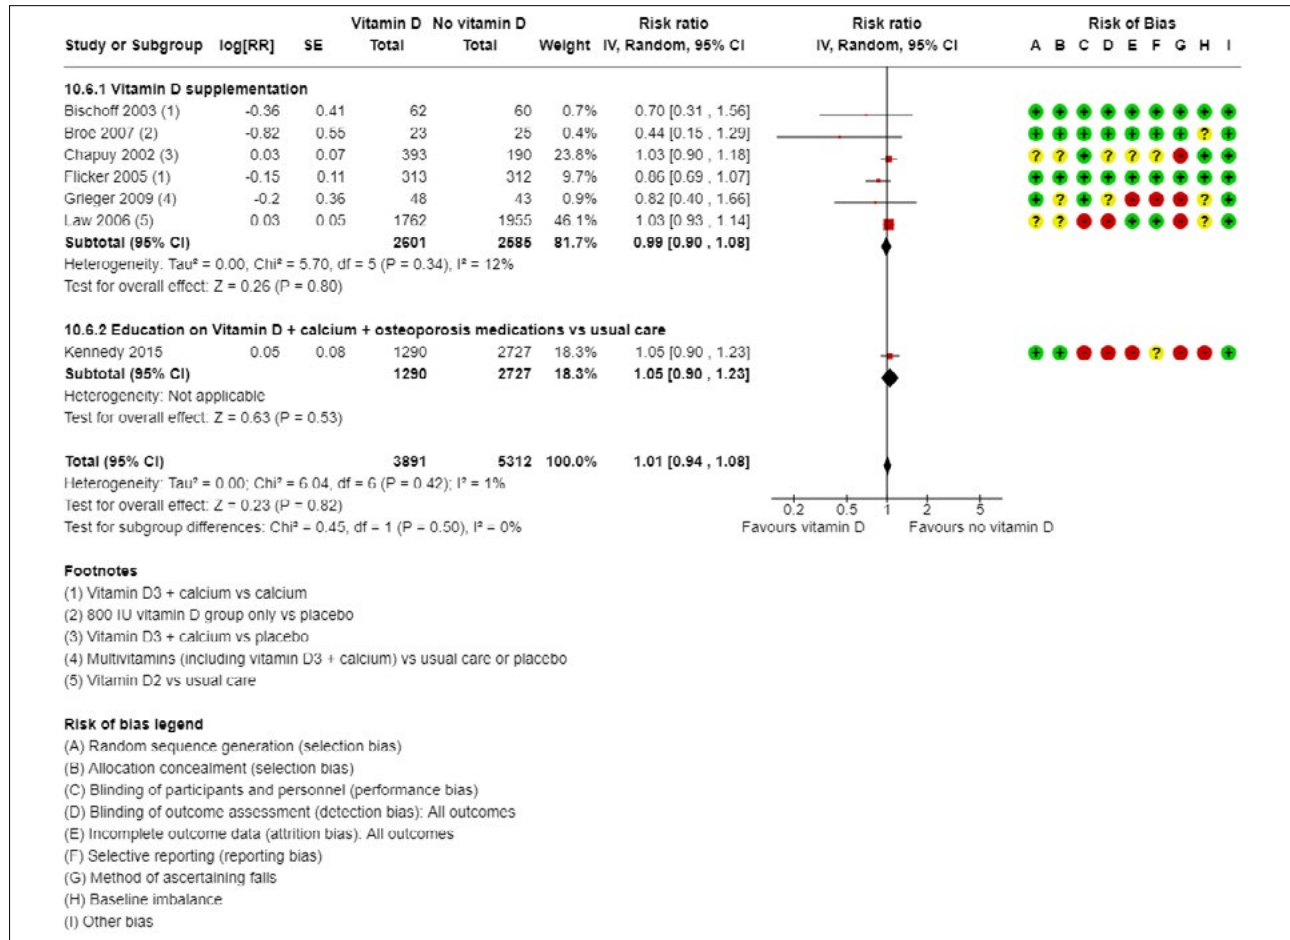 Vitamin D No vitamin D Risk ratio Risk ratio Risk of Bias
Study or Subgroup log[RR] SE Total Total Weight IV, Random, 95% CI IV, Random, 95% CI A B C D E F G H I
10.6.1 Vitamin D supplementation
Bischoff 2003 (1) -0.36 0.41 62 60 0.7% 0.70 [0.31 , 1.56] + + + + + + + + +
Broe 2007 (2) -0.82 0.55 23 25 0.4% 0.44 [0.15 , 1.29] + + + + + + + ? +
Chapuy 2002 (3) 0.03 0.07 393 190 23.8% 1.03 [0.90 , 1.18] ? ? + ? ? ? - + +
Flicker 2005 (1) -0.15 0.11 313 312 9.7% 0.86 [0.69 , 1.07] + + + + + + + + +
Grieger 2009 (4) -0.2 0.36 48 43 0.9% 0.82 [0.40 , 1.66] + ? + ? - - - ? +
Law 2006 (5) 0.03 0.05 1762 1955 46.1% 1.03 [0.93 , 1.14] ? ? - - + + - ? +
Subtotal (95% CI) 2601 2585 81.7% 0.99 [0.90 , 1.08]
Heterogeneity: Tau² = 0.00, Chi² = 5.70, df = 5 (P = 0.34), I² = 12%
Test for overall effect: Z = 0.26 (P = 0.80)
10.6.2 Education on Vitamin D + calcium + osteoporosis medications vs usual care
Kennedy 2015 0.05 0.08 1290 2727 18.3% 1.05 [0.90 , 1.23] + + - - - ? - - +
Subtotal (95% CI) 1290 2727 18.3% 1.05 [0.90 , 1.23]
Heterogeneity: Not applicable
Test for overall effect: Z = 0.63 (P = 0.53)
Total (95% CI) 3891 5312 100.0% 1.01 [0.94 , 1.08]
Heterogeneity: Tau² = 0.00; Chi² = 6.04, df = 6 (P = 0.42); I² = 1%
Test for overall effect: Z = 0.23 (P = 0.82)
Test for subgroup differences: Chi² = 0.45, df = 1 (P = 0.50), I² = 0%
0.2 0.5 1 2 5
Favours vitamin D Favours no vitamin D
Footnotes
(1) Vitamin D3 + calcium vs calcium
(2) 800 IU vitamin D group only vs placebo
(3) Vitamin D3 + calcium vs placebo
(4) Multivitamins (including vitamin D3 + calcium) vs usual care or placebo
(5) Vitamin D2 vs usual care
Risk of bias legend
(A) Random sequence generation (selection bias)
(B) Allocation concealment (selection bias)
(C) Blinding of participants and personnel (performance bias)
(D) Blinding of outcome assessment (detection bias): All outcomes
(E) Incomplete outcome data (attrition bias): All outcomes
(F) Selective reporting (reporting bias)
(G) Method of ascertaining falls
(H) Baseline imbalance
(I) Other bias